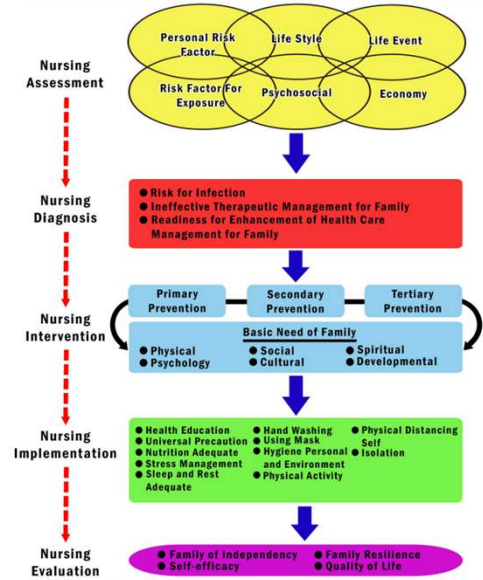 Nursing
Assessment
Personal Risk
Factor
Life Style
Life Event
Risk Factor For
Exposure
Psychosocial
Economy
Nursing
Diagnosis
● Risk for Infection
● Ineffective Therapeutic Management for Family
● Readiness for Enhancement of Health Care
Management for Family
Nursing
Intervention
Primary
Prevention
Secondary
Prevention
Tertiary
Prevention
Basic Need of Family
● Physical
● Psychology
● Social
● Cultural
● Spiritual
● Developmental
Nursing
Implementation
● Health Education
● Universal Precaution
● Nutrition Adequate
● Stress Management
● Sleep and Rest
Adequate
● Hand Washing
● Using Mask
● Hygiene Personal
and Environment
● Physical Activity
● Physical Distancing
Self
● Isolation
Nursing
Evaluation
● Family of Independency
● Self-efficacy
● Family Resilience
● Quality of Life